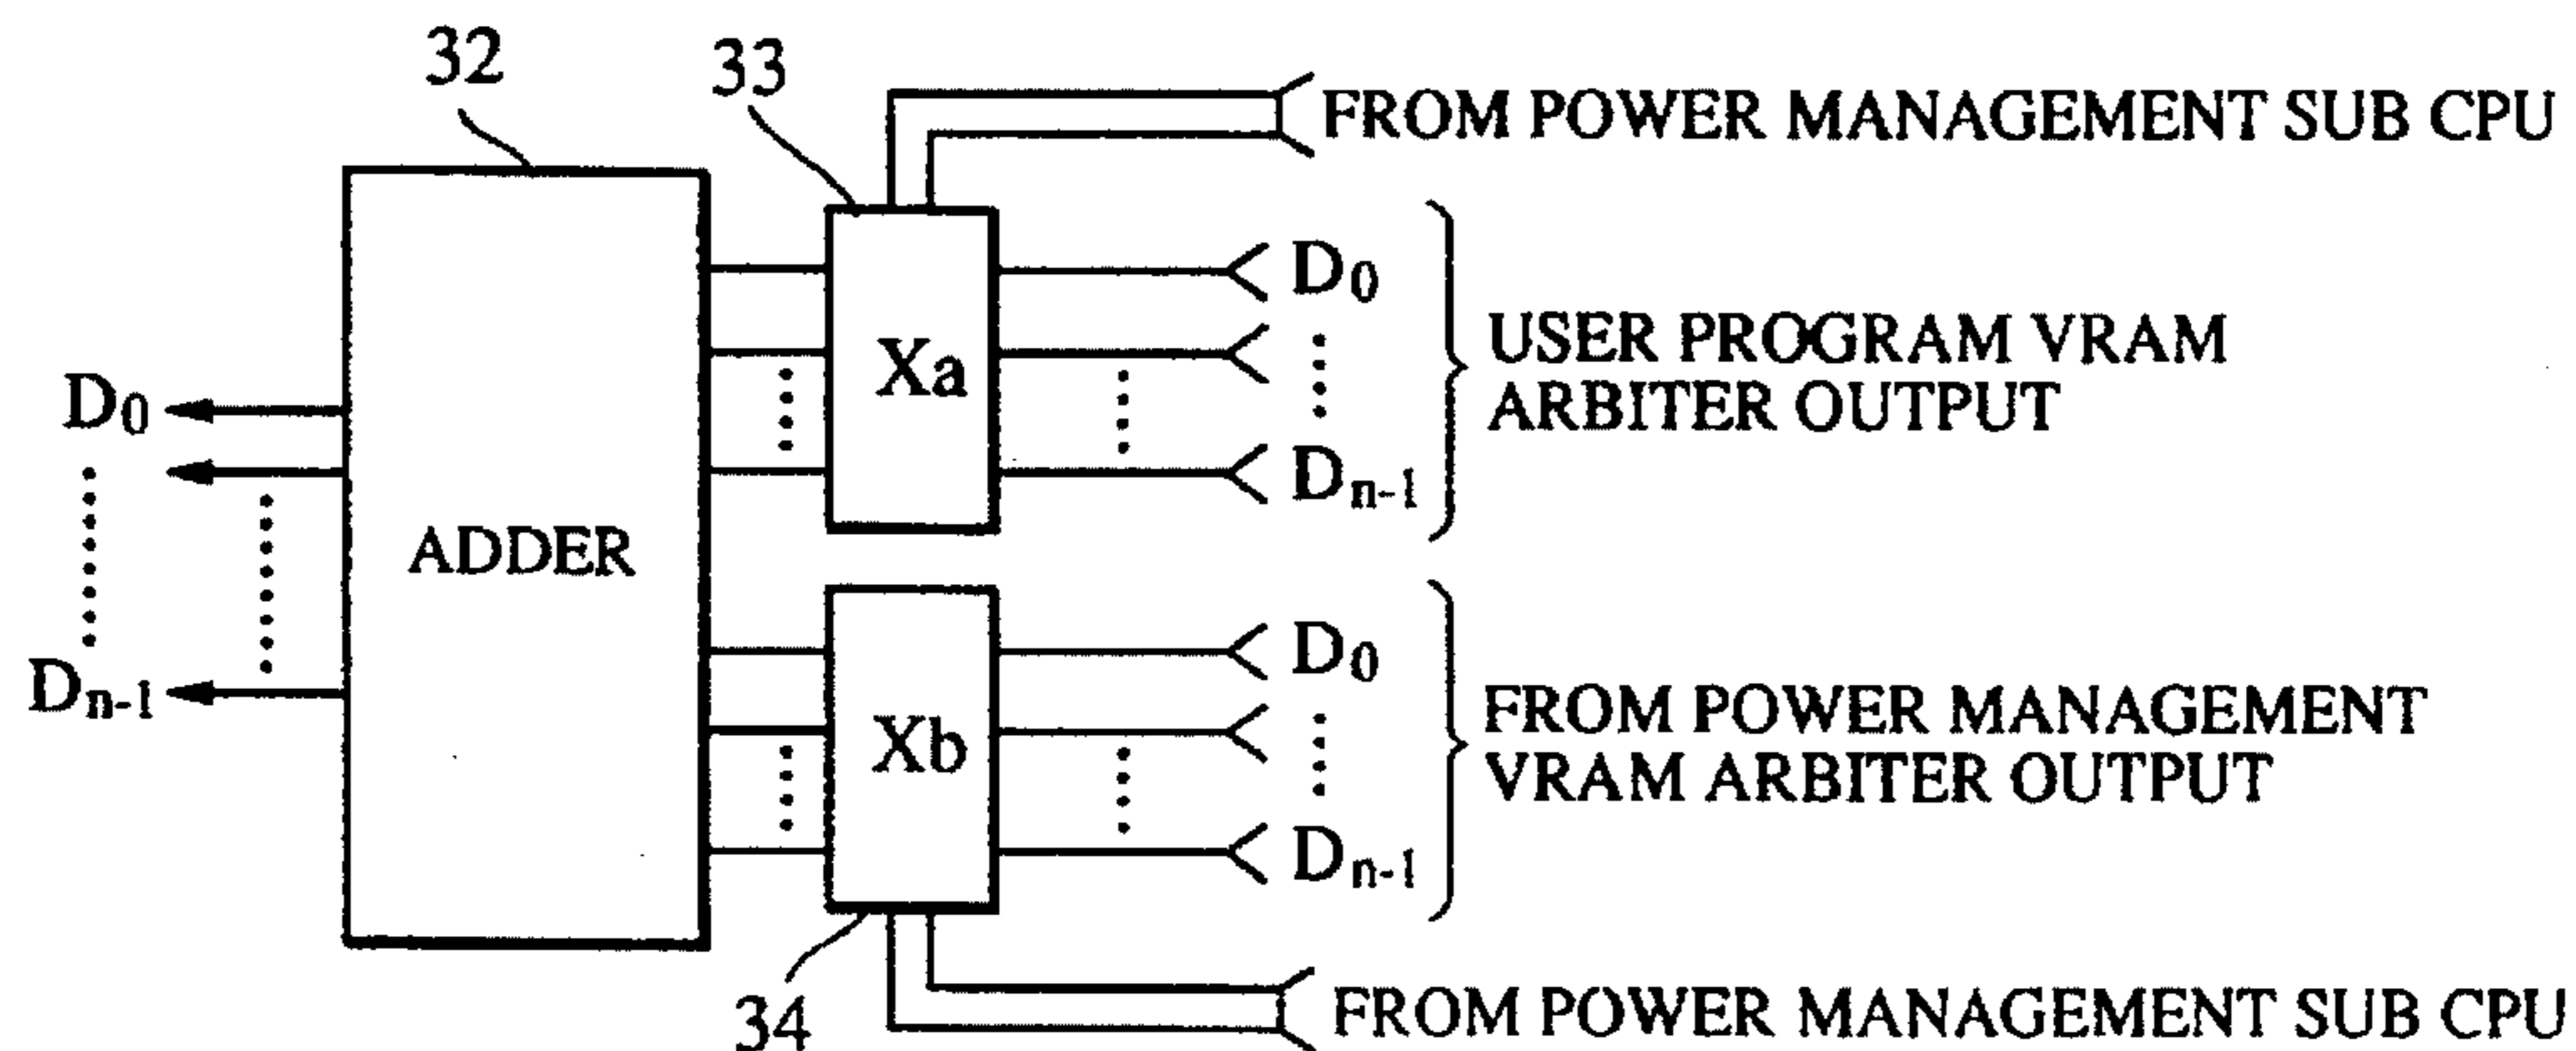 32
33
FROM POWER MANAGEMENT SUB CPU
D0
USER PROGRAM VRAM
ARBITER OUTPUT
Xa
Dn-1
D0
ADDER
Dn-1
D0
FROM POWER MANAGEMENT
VRAM ARBITER OUTPUT
Xb
Dn-1
34
FROM POWER MANAGEMENT SUB CPU